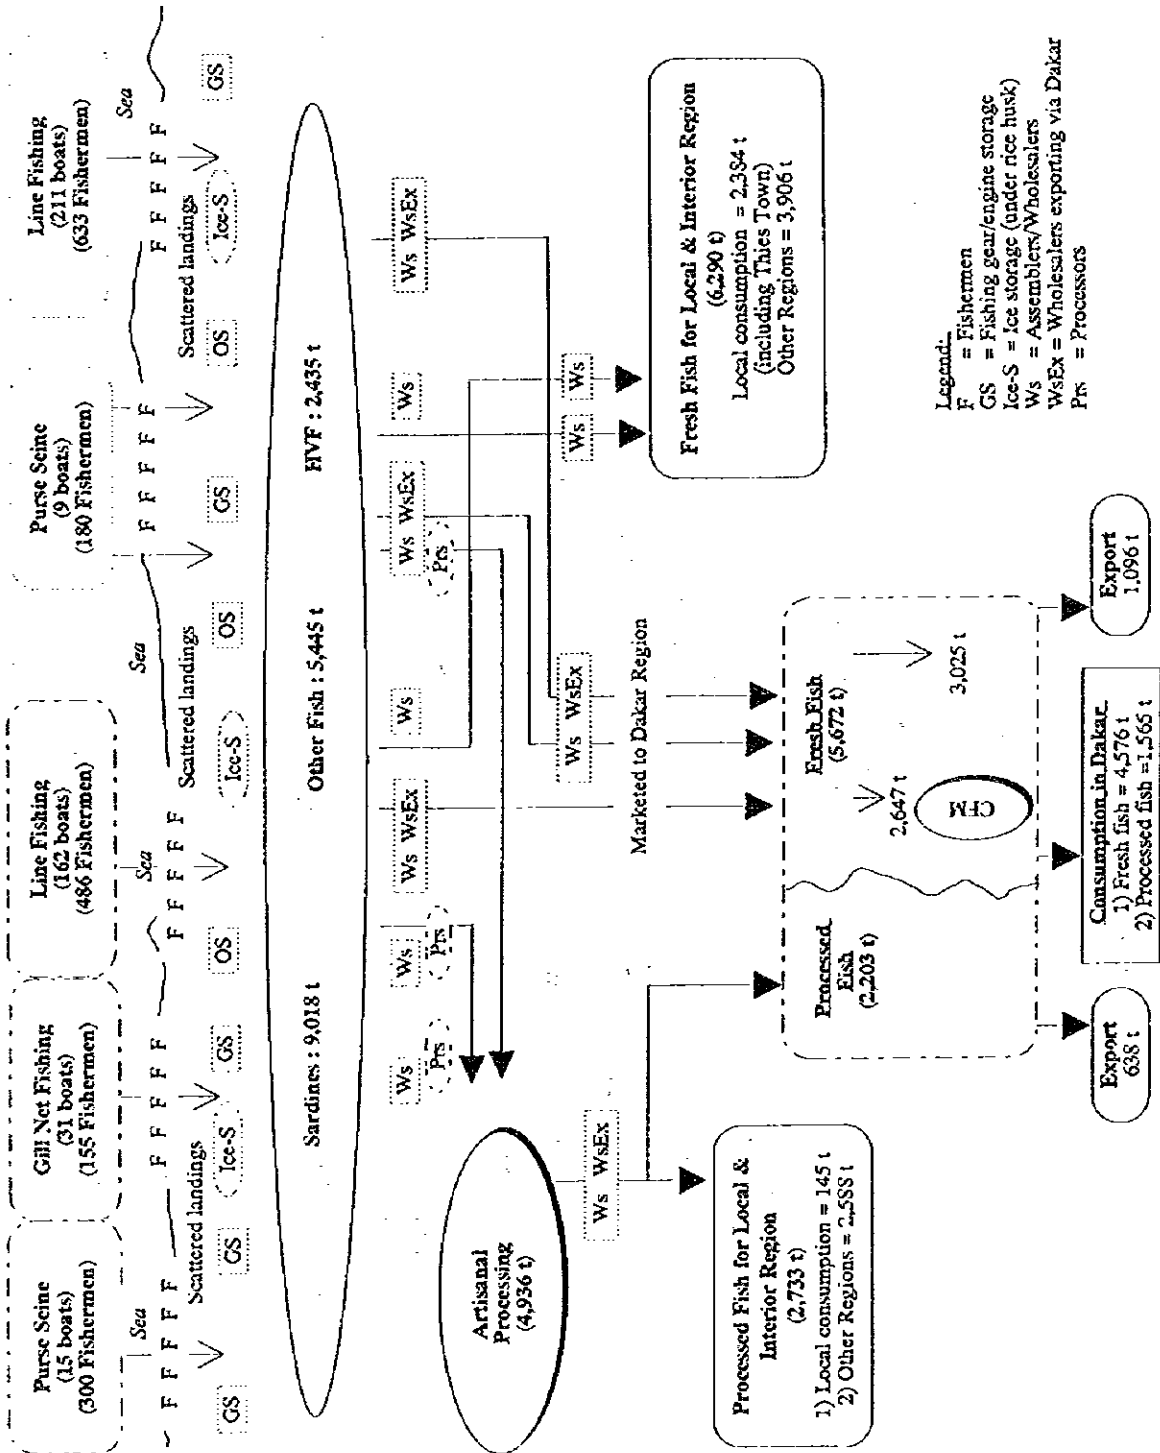 Purse Seine
(15 boats)
(300 Fishermen)
Gill Net Fishing
(31 boats)
(155 Fishermen)
Line Fishing
(162 boats)
(486 Fishermen)
Purse Seine
(9 boats)
(180 Fishermen)
Line Fishing
(211 boats)
(633 Fishermen)
Sea
Sea
Sea
Sea
F F F F F
F F F F F
F F F F
F F F F F
F F F F F
Scattered landings
Scattered landings
Scattered landings
GS
GS
Ice-S
GS
OS
Ice-S
OS
GS
OS
Ice-S
GS
Sardines : 9,018 t
Other Fish : 5,445 t
HVF : 2,435 t
Ws
Prs
Ws
Prs
Ws WsEx
Ws
Ws WsEx
Prs
Ws
Ws WsEx
Artisanal
Processing
(4,936 t)
Ws WsEx
Ws WsEx
Ws
Ws
Marketed to Dakar Region
Processed Fish for Local &
Interior Region
(2,733 t)
1) Local consumption = 145 t
2) Other Regions = 2,588 t
Processed
Fish
(2,203 t)
Fresh Fish
(5,672 t)
2,647 t
CFM
3,025 t
Fresh Fish for Local & Interior Region
(6,290 t)
Local consumption = 2,384 t
(including Thies Town)
Other Regions = 3,906 t
Export
638 t
Consumption in Dakar
1) Fresh fish = 4,576 t
2) Processed fish =1,565 t
Export
1,096 t
Legend:
F = Fishermen
GS = Fishing gear/engine storage
Ice-S = Ice storage (under rice husk)
Ws = Assemblers/Wholesalers
WsEx = Wholesalers exporting via Dakar
Prs = Processors